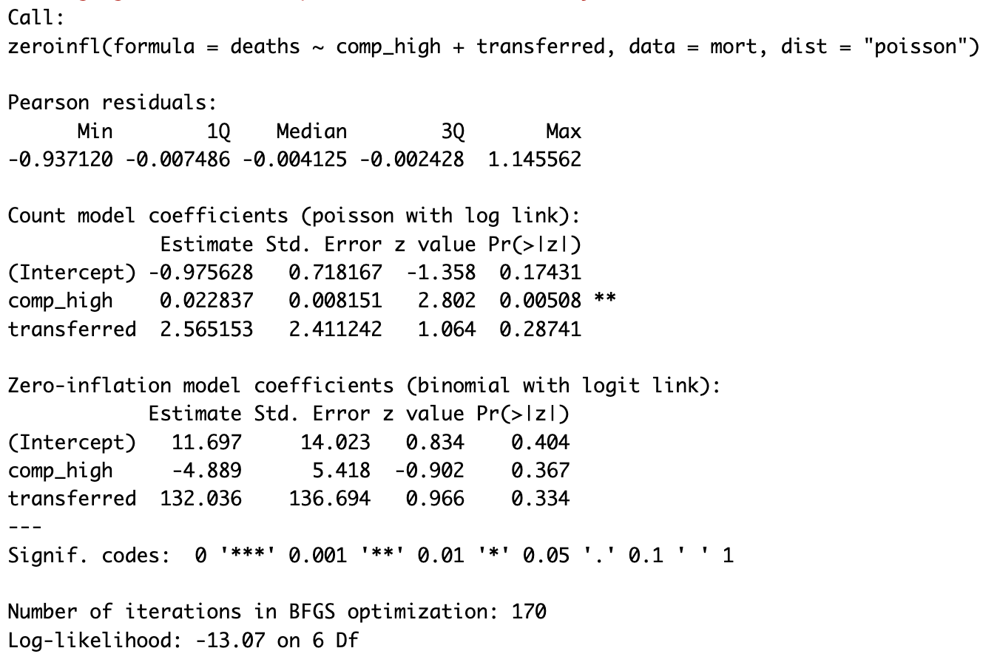 Call:
zeroinfl(formula = deaths ~ comp_high + transferred, data = mort, dist = "poisson")
Pearson residuals:
Min 1Q Median 3Q Max
-0.937120 -0.007486 -0.004125 -0.002428 1.145562
Count model coefficients (poisson with log link):
Estimate Std. Error z value Pr(>|z|)
(Intercept) -0.975628 0.718167 -1.358 0.17431
comp_high 0.022837 0.008151 2.802 0.00508 **
transferred 2.565153 2.411242 1.064 0.28741
Zero-inflation model coefficients (binomial with logit link):
Estimate Std. Error z value Pr(>|z|)
(Intercept) 11.697 14.023 0.834 0.404
comp_high -4.889 5.418 -0.902 0.367
transferred 132.036 136.694 0.966 0.334
---
Signif. codes: 0 '***' 0.001 '**' 0.01 '*' 0.05 '.' 0.1 ' ' 1
Number of iterations in BFGS optimization: 170
Log-likelihood: -13.07 on 6 Df